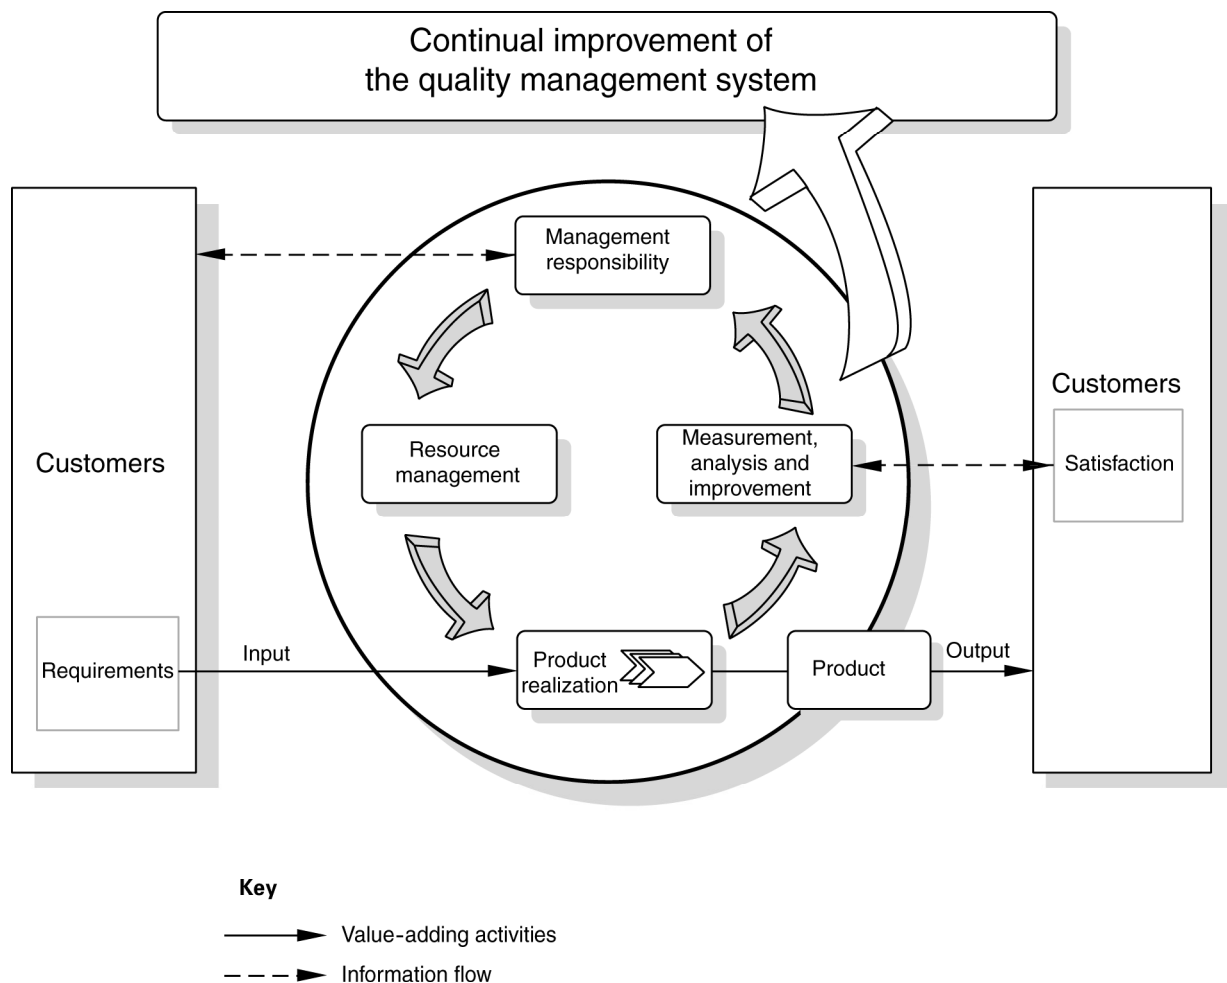 Continual improvement of
the quality management system
Management
responsibility
Customers
Resource
management
Measurement,
analysis and
improvement
Customers
Satisfaction
Requirements
Input
Product
realization
Product
Output
Key
Value-adding activities
Information flow